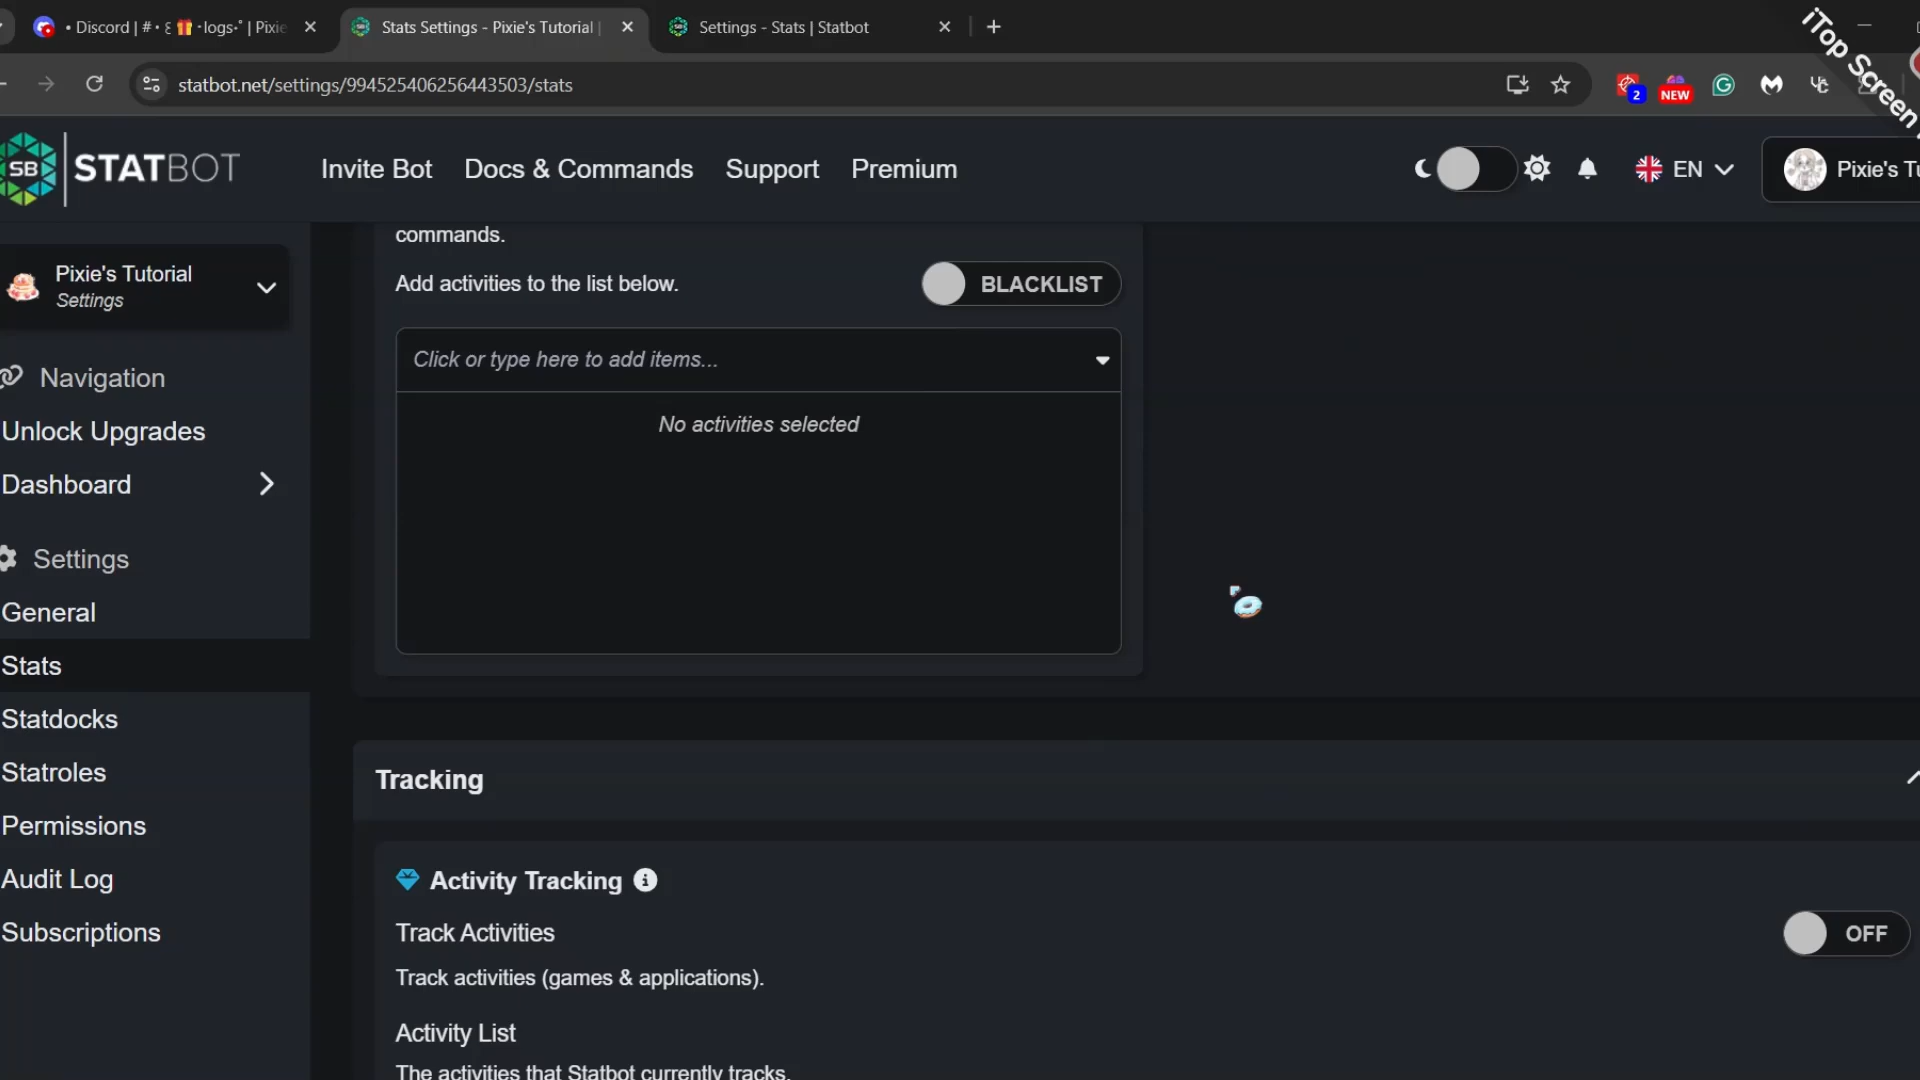 • Discord | # • ꒰🎁・logs・˚ | Pixie
Stats Settings - Pixie's Tutorial |
Settings - Stats | Statbot
iTop Screen
statbot.net/settings/994525406256443503/stats
2
NEW
SB
STATBOT
Invite Bot
Docs & Commands
Support
Premium
EN
Pixie's Tu
Pixie's Tutorial
Settings
Navigation
Unlock Upgrades
Dashboard
Settings
General
Stats
Statdocks
Statroles
Permissions
Audit Log
Subscriptions
commands.
Add activities to the list below.
BLACKLIST
Click or type here to add items...
No activities selected
Tracking
Activity Tracking
Track Activities
OFF
Track activities (games & applications).
Activity List
The activities that Statbot currently tracks.